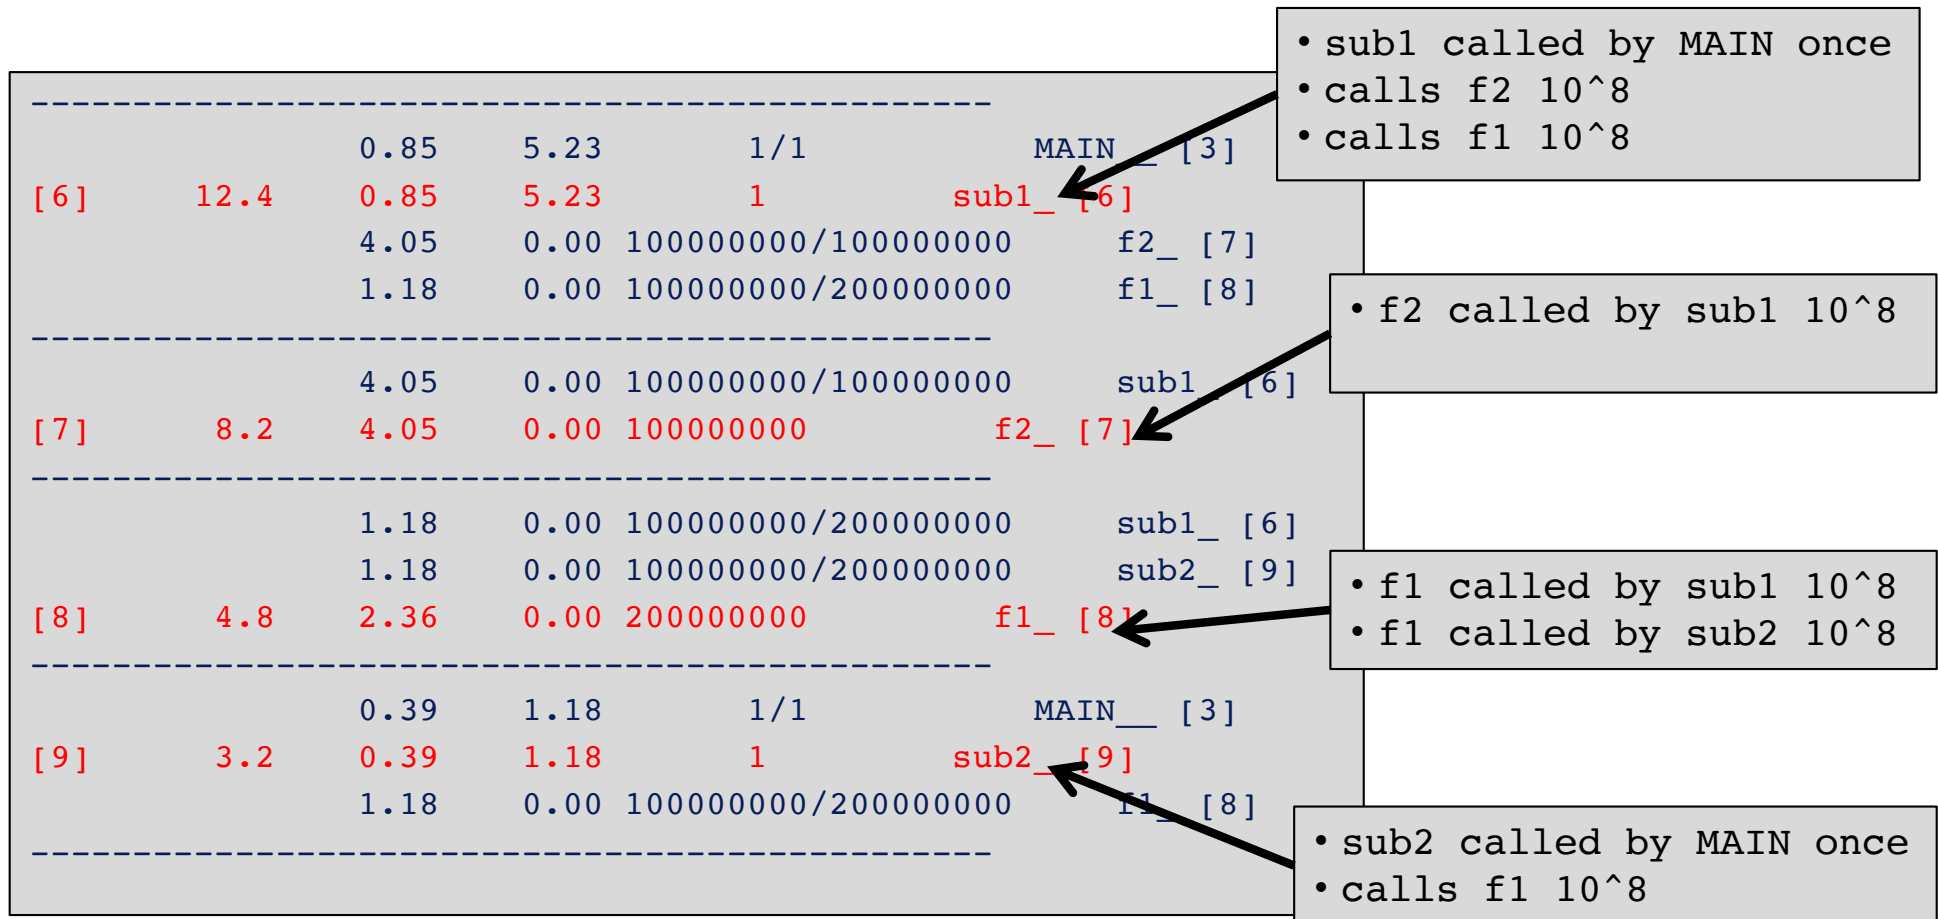 • sub1 called by MAIN once
• calls f2 10^8
• calls f1 10^8
-----------------------------------------------
0.85 5.23 1/1 MAIN__ [3]
[6] 12.4 0.85 5.23 1 sub1_ [6]
4.05 0.00 100000000/100000000 f2_ [7]
1.18 0.00 100000000/200000000 f1_ [8]
-----------------------------------------------
• f2 called by sub1 10^8
4.05 0.00 100000000/100000000 sub1_ [6]
[7] 8.2 4.05 0.00 100000000 f2_ [7]
-----------------------------------------------
1.18 0.00 100000000/200000000 sub1_ [6]
1.18 0.00 100000000/200000000 sub2_ [9]
[8] 4.8 2.36 0.00 200000000 f1_ [8]
• f1 called by sub1 10^8
• f1 called by sub2 10^8
-----------------------------------------------
0.39 1.18 1/1 MAIN__ [3]
[9] 3.2 0.39 1.18 1 sub2_ [9]
1.18 0.00 100000000/200000000 f1_ [8]
-----------------------------------------------
• sub2 called by MAIN once
• calls f1 10^8